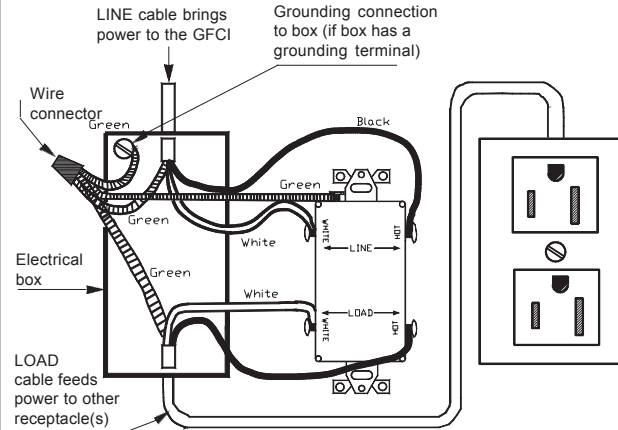 LINE cable brings
power to the GFCI
Grounding connection
to box (if box has a
grounding terminal)
Wire
connector
Green
Black
Green
Green
White
WHITE
LINE
HOT
Electrical
box
Green
White
WHITE
LOAD
HOT
LOAD
cable feeds
power to other
receptacle(s)